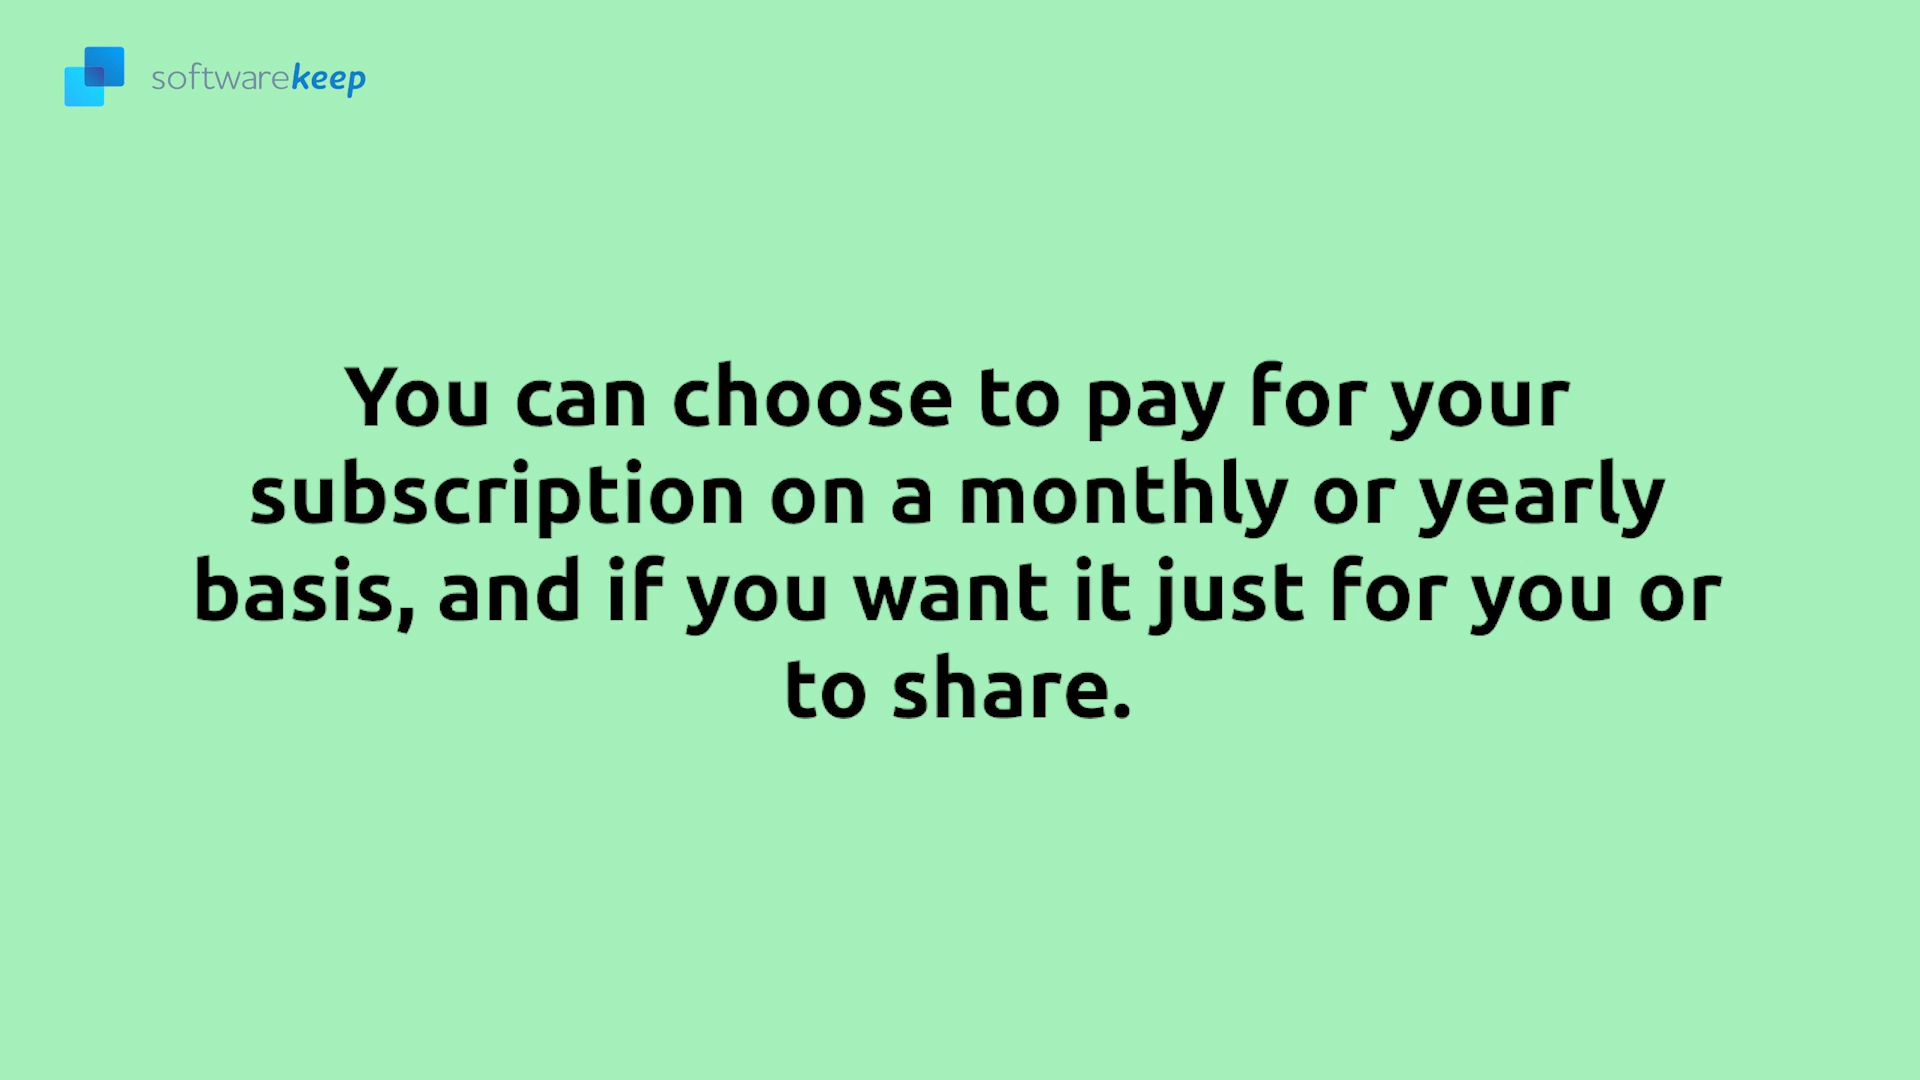 softwarekeep
You can choose to pay for your
subscription on a monthly or yearly
basis, and if you want it just for you or
to share.